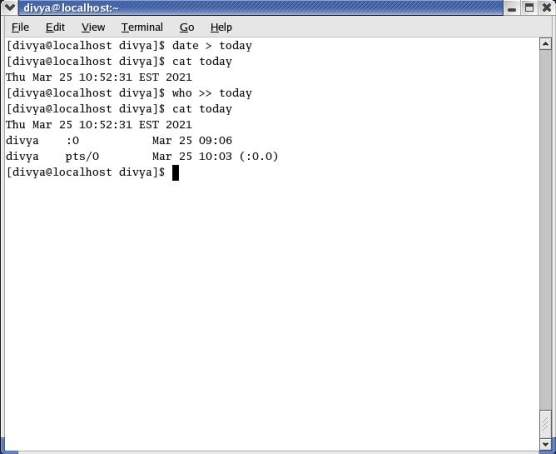 divya@localhost:~
File Edit View Terminal Go Help
[divya@localhost divya]$ date > today
[divya@localhost divya]$ cat today
Thu Mar 25 10:52:31 EST 2021
[divya@localhost divya]$ who >> today
[divya@localhost divya]$ cat today
Thu Mar 25 10:52:31 EST 2021
divya    :0           Mar 25 09:06
divya    pts/0        Mar 25 10:03 (:0.0)
[divya@localhost divya]$